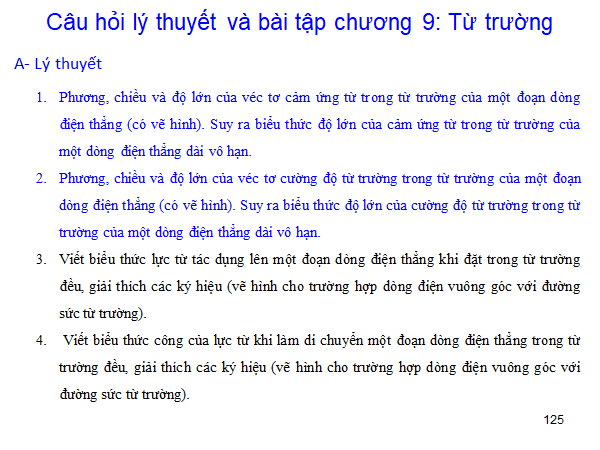 Câu hỏi lý thuyết và bài tập chương 9: Từ trường
A- Lý thuyết
1. Phương, chiều và độ lớn của véc tơ cảm ứng từ trong từ trường của một đoạn dòng
điện thẳng (có vẽ hình). Suy ra biểu thức độ lớn của cảm ứng từ trong từ trường của
một dòng điện thẳng dài vô hạn.
2. Phương, chiều và độ lớn của véc tơ cường độ từ trường trong từ trường của một đoạn
dòng điện thẳng (có vẽ hình). Suy ra biểu thức độ lớn của cường độ từ trường trong từ
trường của một dòng điện thẳng dài vô hạn.
3. Viết biểu thức lực từ tác dụng lên một đoạn dòng điện thẳng khi đặt trong từ trường
đều, giải thích các ký hiệu (vẽ hình cho trường hợp dòng điện vuông góc với đường
sức từ trường).
4. Viết biểu thức công của lực từ khi làm di chuyển một đoạn dòng điện thẳng trong từ
trường đều, giải thích các ký hiệu (vẽ hình cho trường hợp dòng điện vuông góc với
đường sức từ trường).
125